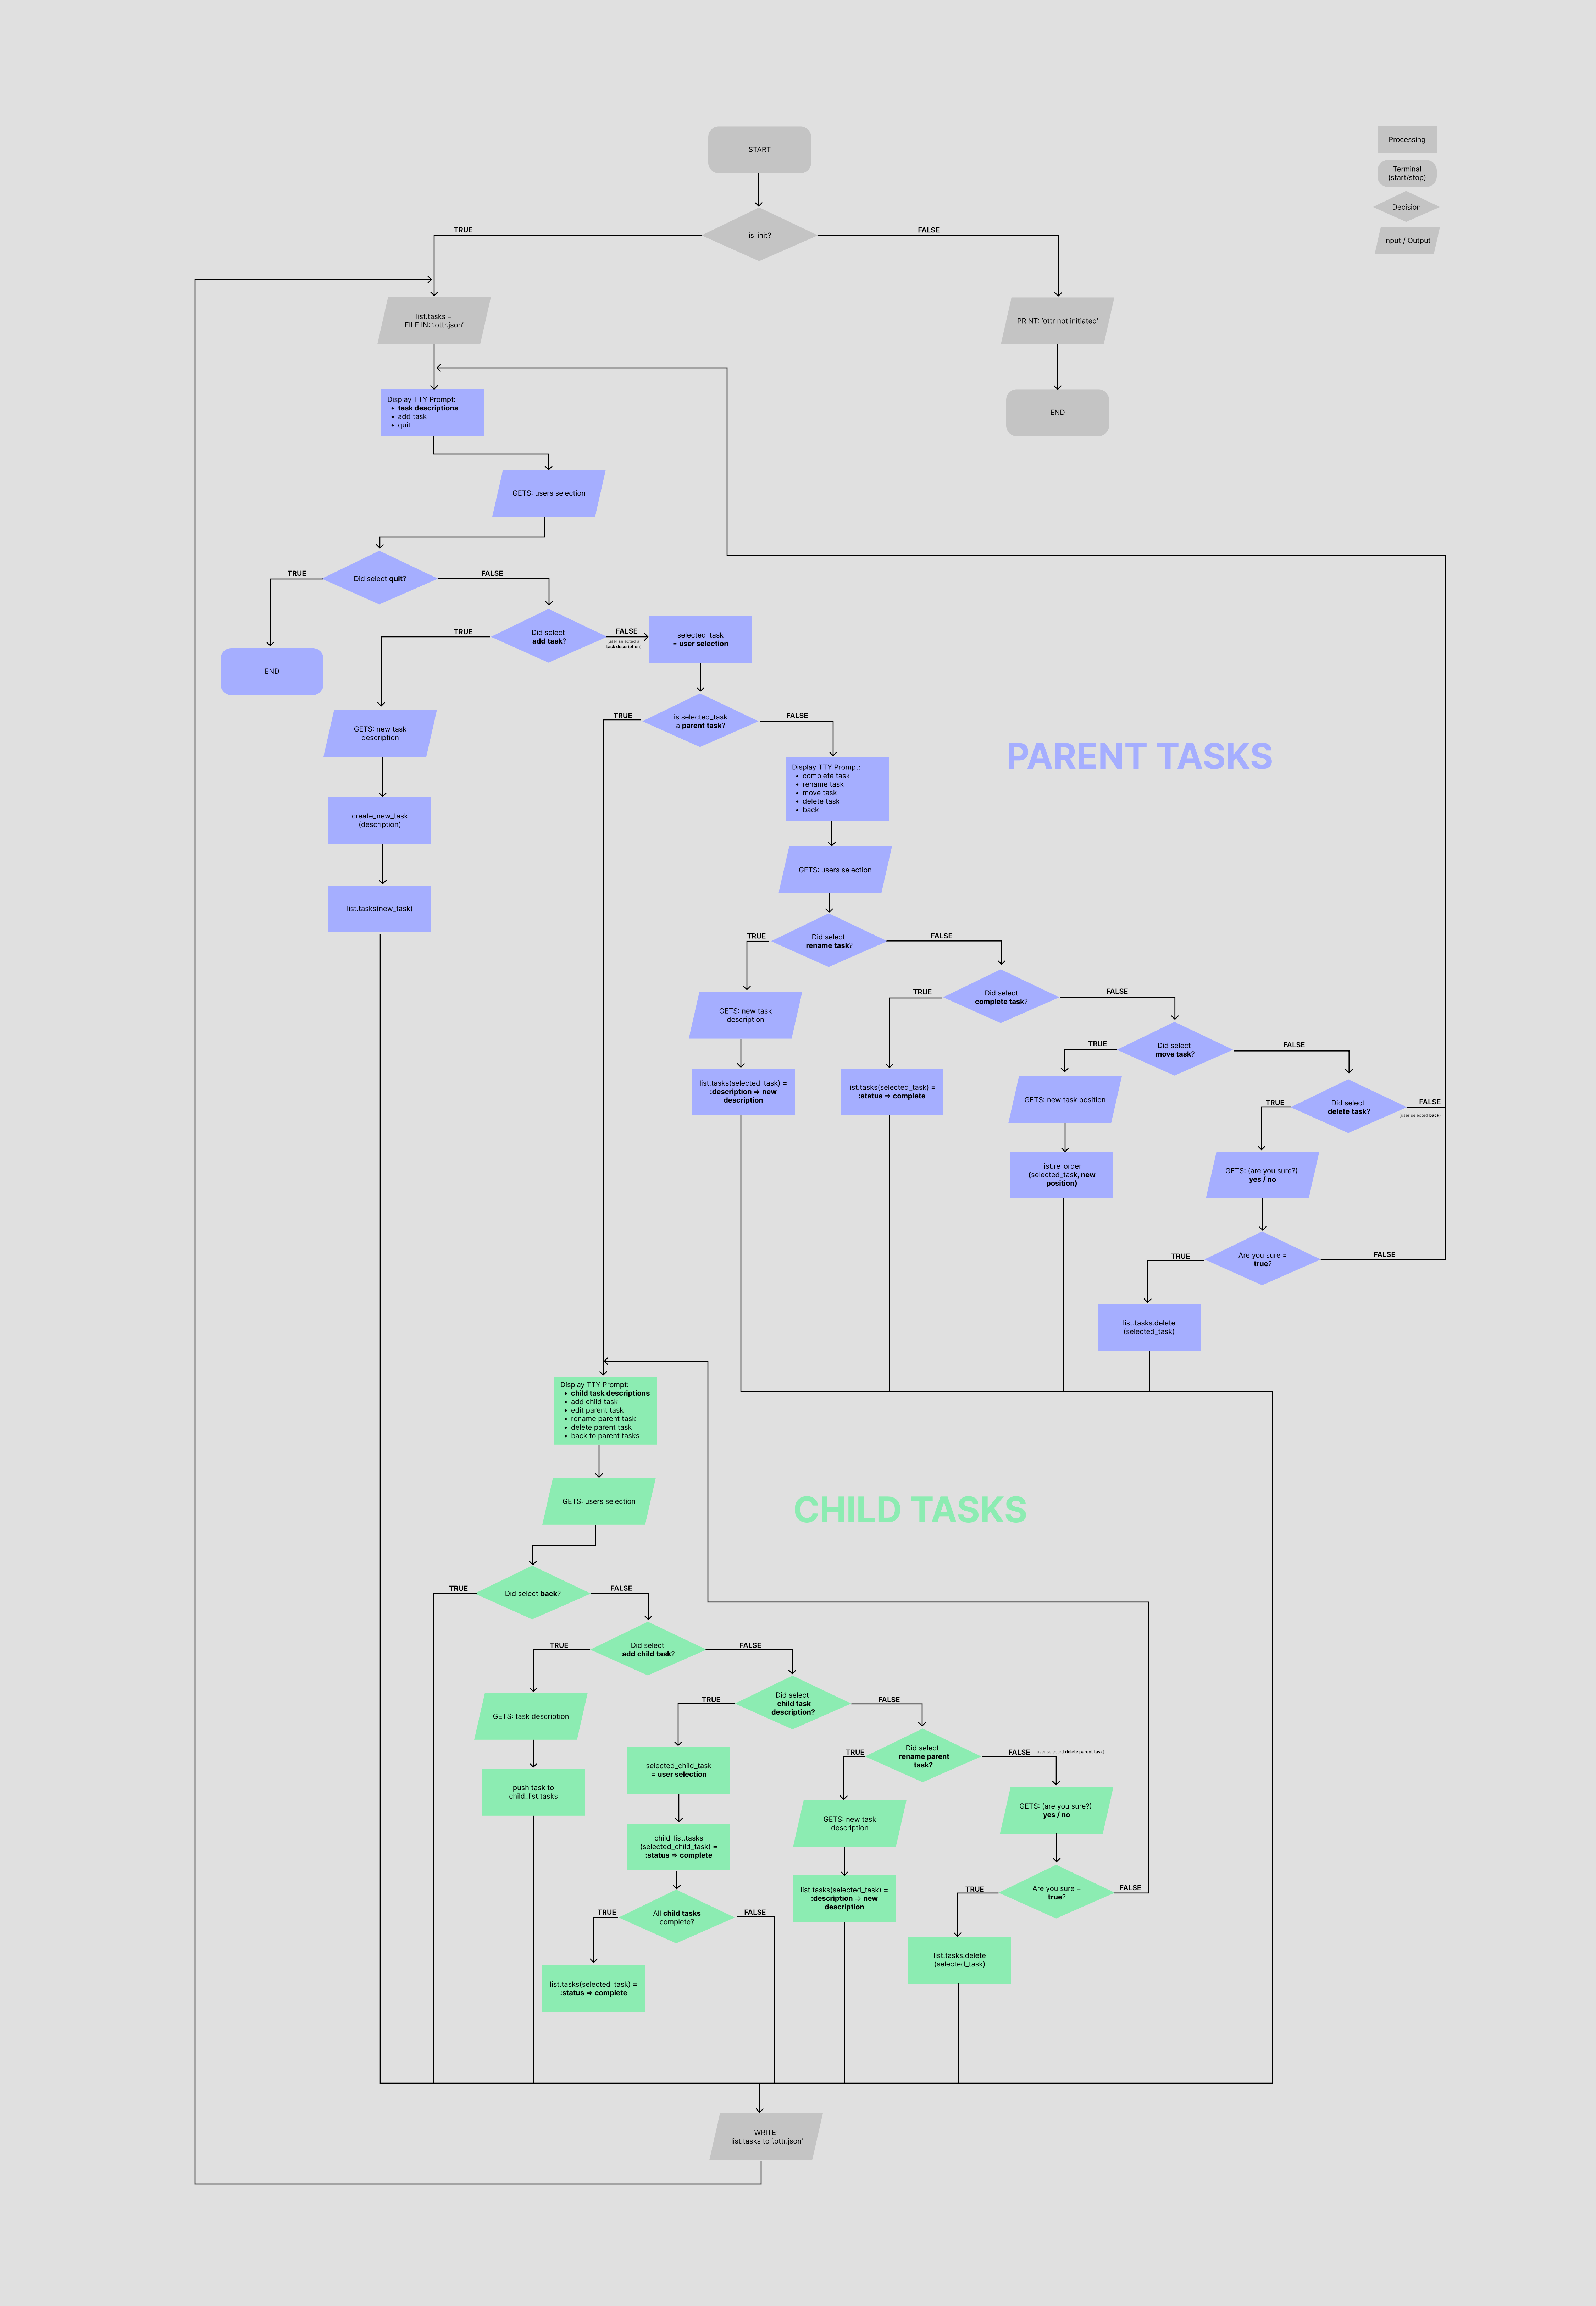 START
Processing
Terminal
(start/stop)
Decision
Input / Output
is_init?
TRUE
FALSE
list.tasks =
FILE IN: '.ottr.json'
PRINT: 'ottr not initiated'
END
Display TTY Prompt:
• task descriptions
• add task
• quit
GETS: users selection
Did select quit?
TRUE
FALSE
END
Did select
add task?
TRUE
FALSE
(user selected a
task description)
selected_task
= user selection
GETS: new task
description
create_new_task
(description)
list.tasks(new_task)
is selected_task
a parent task?
TRUE
FALSE
PARENT TASKS
Display TTY Prompt:
• complete task
• rename task
• move task
• delete task
• back
GETS: users selection
Did select
rename task?
TRUE
FALSE
GETS: new task
description
list.tasks(selected_task) =
:description => new
description
Did select
complete task?
TRUE
FALSE
list.tasks(selected_task) =
:status => complete
Did select
move task?
TRUE
FALSE
GETS: new task position
list.re_order
(selected_task, new
position)
Did select
delete task?
TRUE
FALSE
(user selected back)
GETS: (are you sure?)
yes / no
Are you sure =
true?
TRUE
FALSE
list.tasks.delete
(selected_task)
Display TTY Prompt:
• child task descriptions
• add child task
• edit parent task
• rename parent task
• delete parent task
• back to parent tasks
CHILD TASKS
GETS: users selection
Did select back?
TRUE
FALSE
Did select
add child task?
TRUE
FALSE
GETS: task description
push task to
child_list.tasks
Did select
child task
description?
TRUE
FALSE
selected_child_task
= user selection
child_list.tasks
(selected_child_task) =
:status => complete
All child tasks
complete?
TRUE
FALSE
list.tasks(selected_task) =
:status => complete
Did select
rename parent
task?
TRUE
FALSE
(user selected delete parent task)
GETS: new task
description
list.tasks(selected_task) =
:description => new
description
GETS: (are you sure?)
yes / no
Are you sure =
true?
TRUE
FALSE
list.tasks.delete
(selected_task)
WRITE:
list.tasks to '.ottr.json'